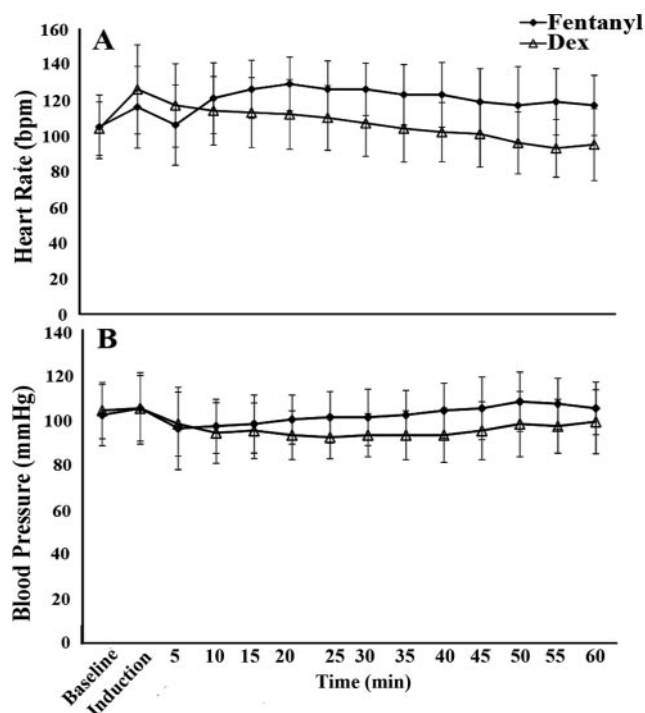 A
Fentanyl
Dex
Heart Rate (bpm)
160
140
120
100
80
60
40
20
0
B
Blood Pressure (mmHg)
140
120
100
80
60
40
20
0
Baseline Induction 5 10 15 20 25 30 35 40 45 50 55 60
Time (min)